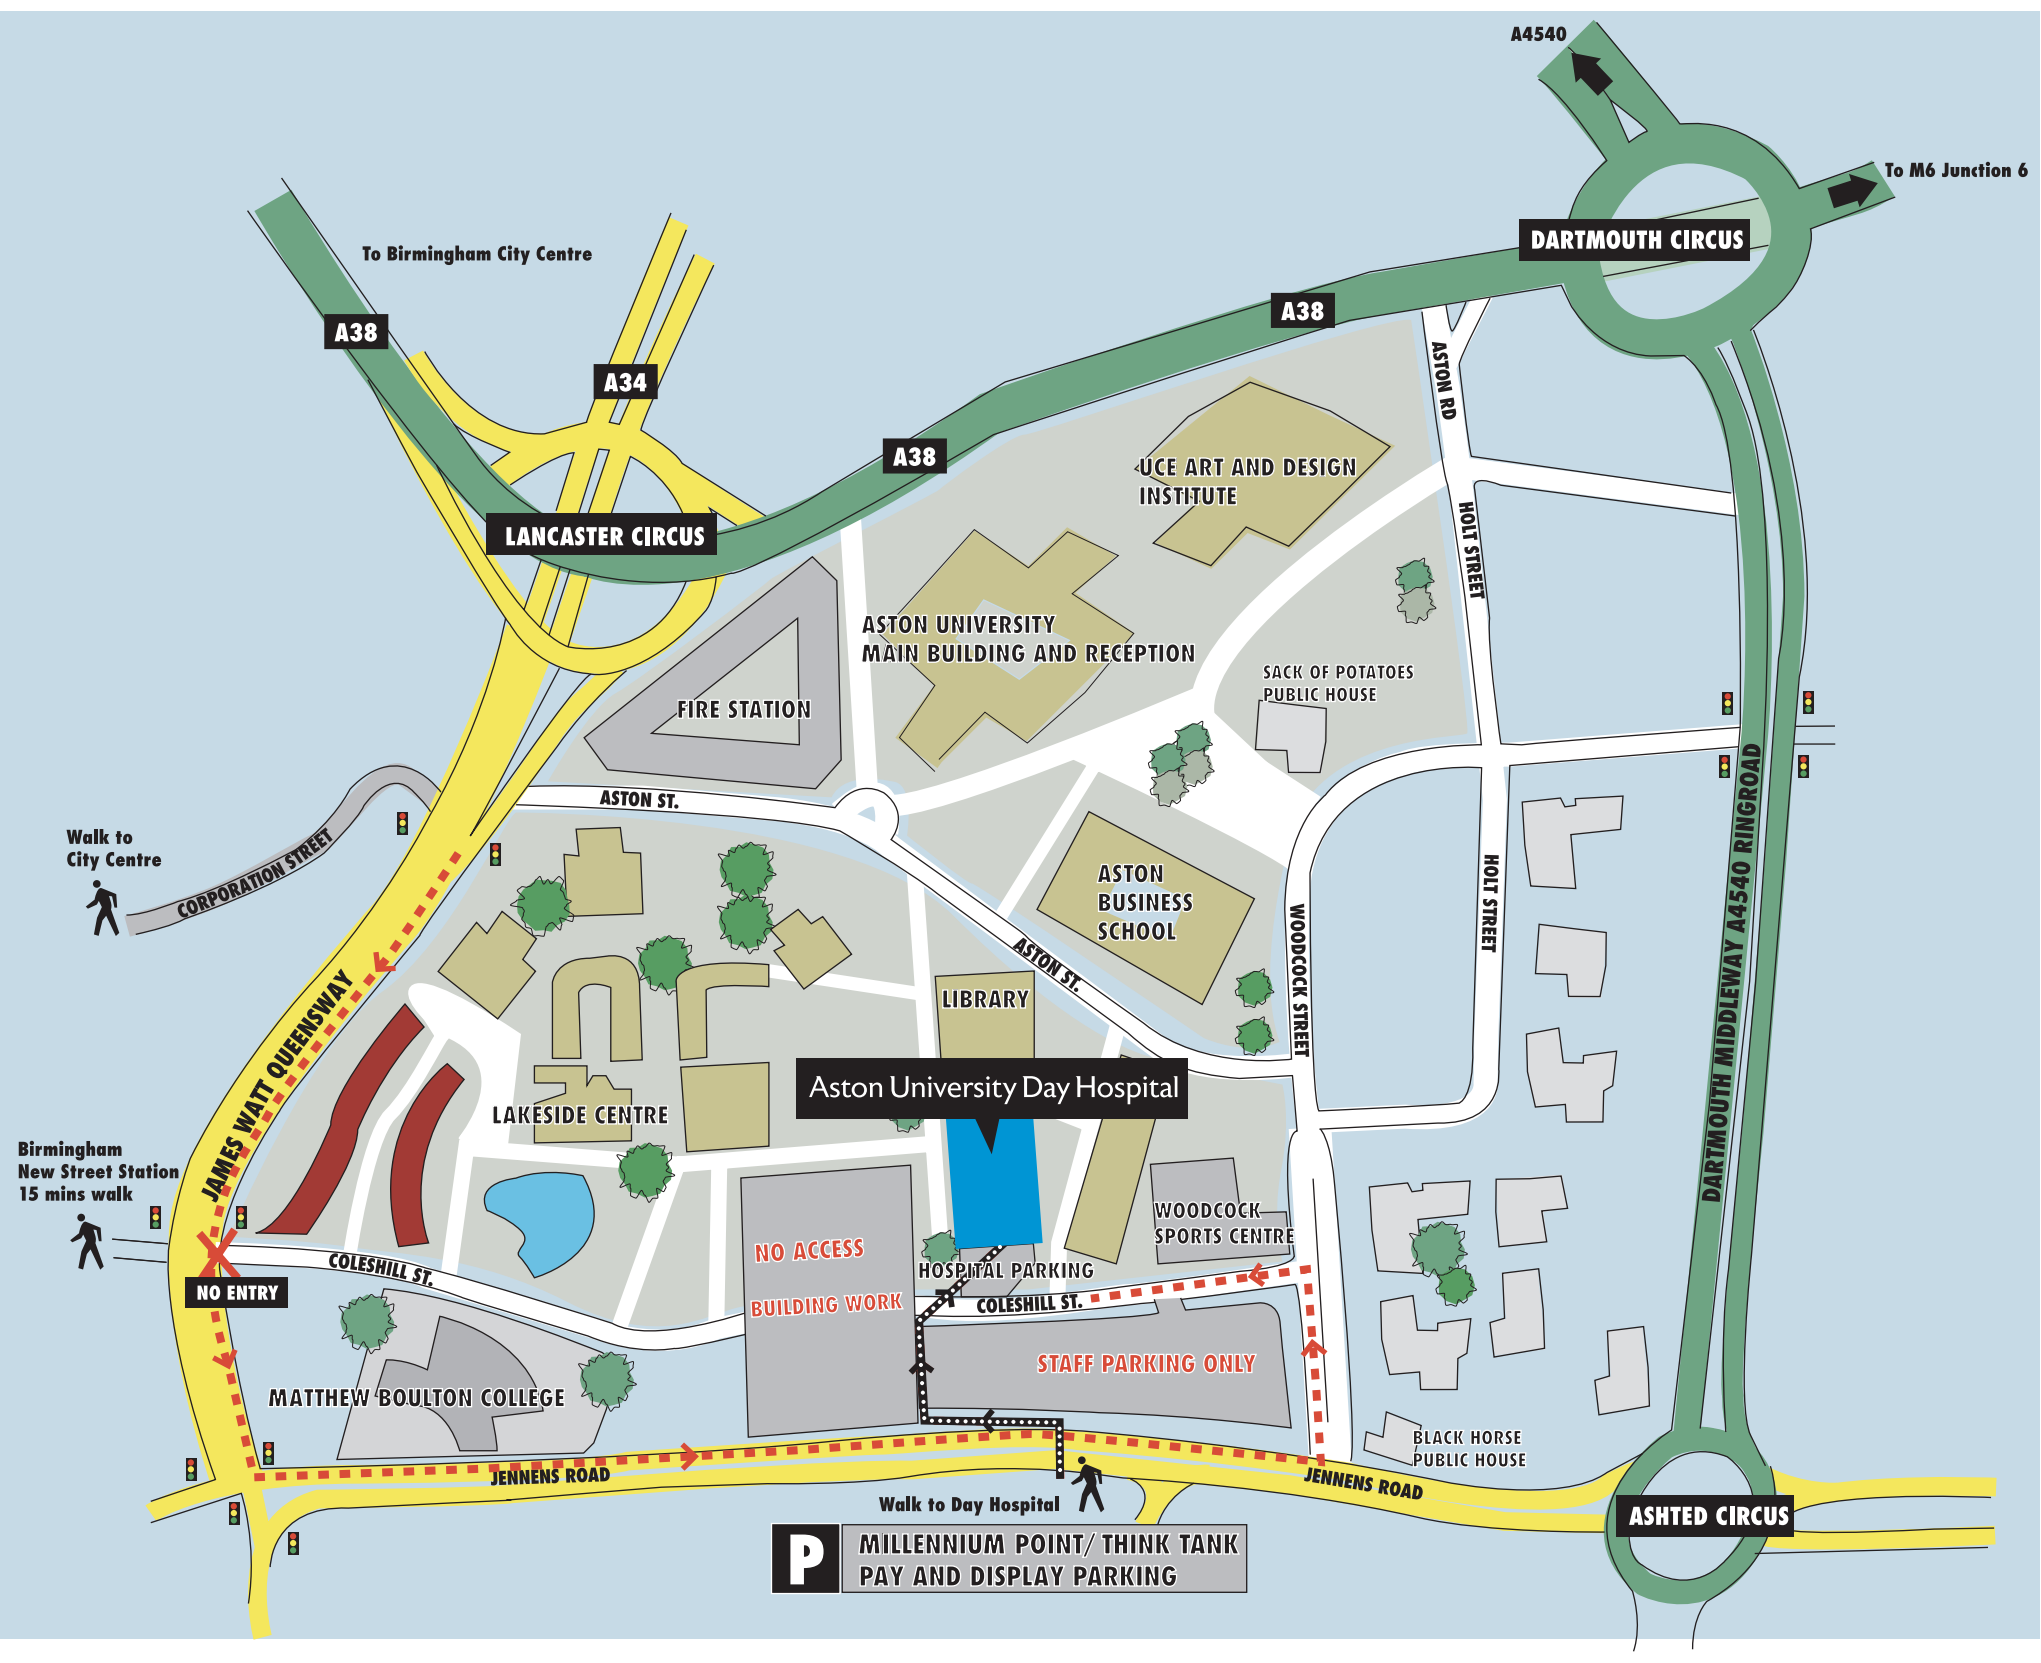 A4540
To M6 Junction 6
DARTMOUTH CIRCUS
To Birmingham City Centre
A38
A38
A34
A38
ASTON RD
UCE ART AND DESIGN
INSTITUTE
LANCASTER CIRCUS
HOLT STREET
ASTON UNIVERSITY
MAIN BUILDING AND RECEPTION
SACK OF POTATOES
PUBLIC HOUSE
FIRE STATION
ASTON ST.
Walk to
City Centre
CORPORATION STREET
ASTON
BUSINESS
SCHOOL
HOLT STREET
WOODCOCK STREET
DARTMOUTH MIDDLEWAY A4540 RINGROAD
ASTON ST.
LIBRARY
JAMES WATT QUEENSWAY
Aston University Day Hospital
LAKESIDE CENTRE
Birmingham
New Street Station
15 mins walk
WOODCOCK
SPORTS CENTRE
NO ACCESS
BUILDING WORK
COLESHILL ST.
HOSPITAL PARKING
COLESHILL ST.
NO ENTRY
STAFF PARKING ONLY
MATTHEW BOULTON COLLEGE
BLACK HORSE
PUBLIC HOUSE
JENNENS ROAD
JENNENS ROAD
Walk to Day Hospital
ASHTED CIRCUS
P
MILLENNIUM POINT/ THINK TANK
PAY AND DISPLAY PARKING